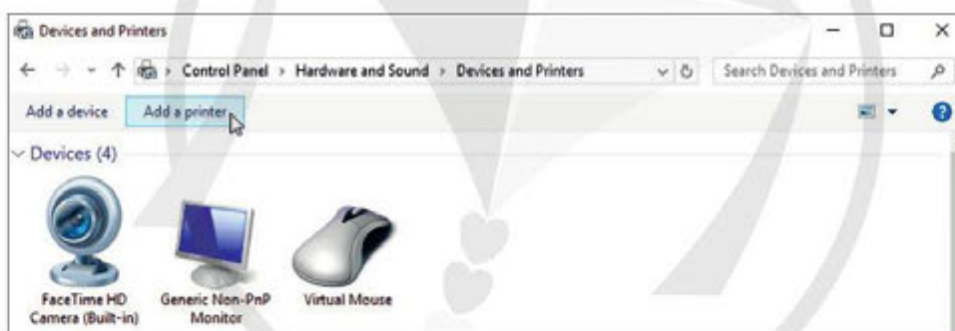 Devices and Printers
Control Panel > Hardware and Sound > Devices and Printers
Search Devices and Printers
Add a device Add a printer
Devices (4)
FaceTime HD Camera (Built-in)
Generic Non-PnP Monitor
Virtual Mouse